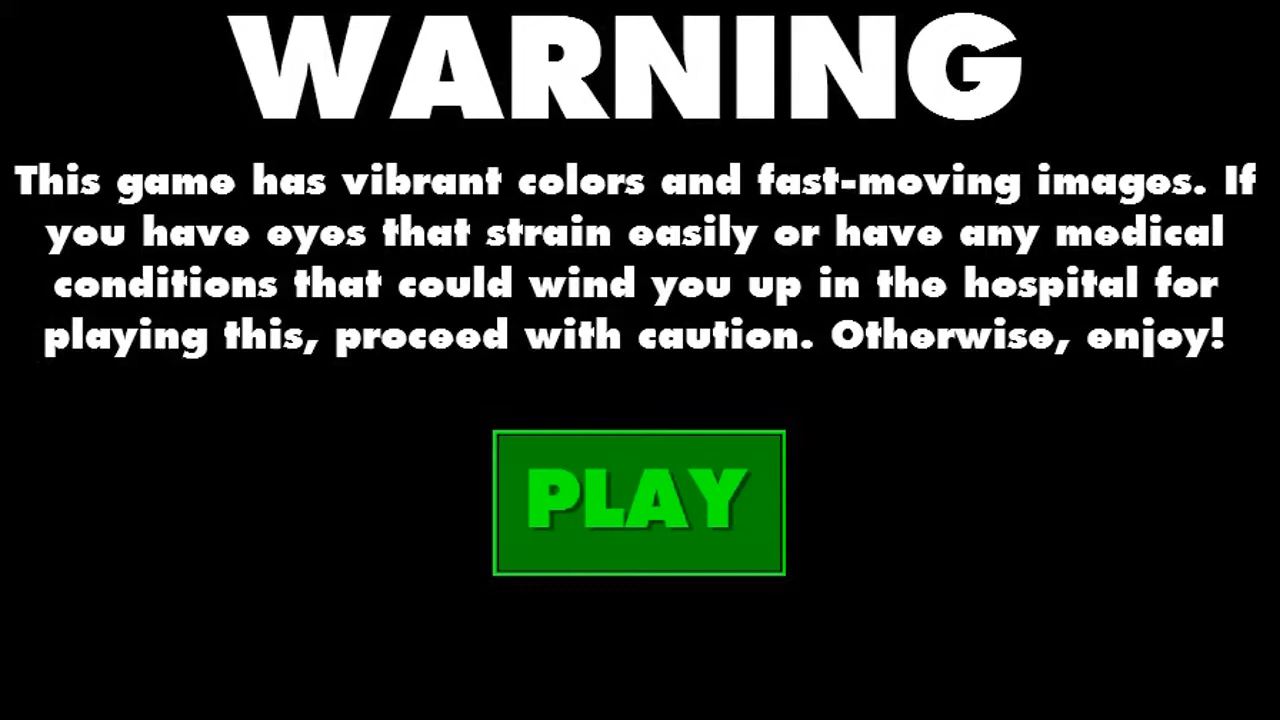 WARNING
This game has vibrant colors and fast-moving images. If
you have eyes that strain easily or have any medical
conditions that could wind you up in the hospital for
playing this, proceed with caution. Otherwise, enjoy!
PLAY